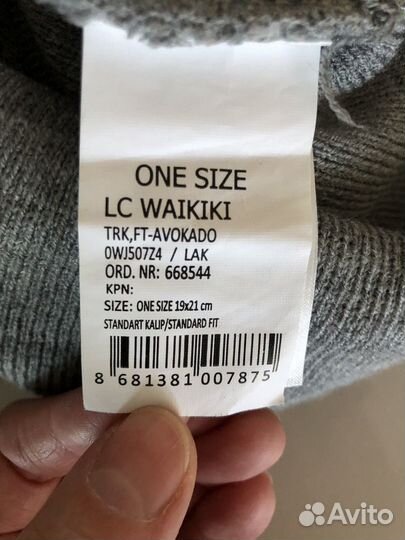 ONE SIZE
LC WAIKIKI
TRK,FT-AVOKADO
0WJ507Z4 / LAK
ORD. NR: 668544
KPN:
SIZE: ONE SIZE 19x21 cm
STANDART KALIP/STANDARD FIT
8 681381 007875
Avito